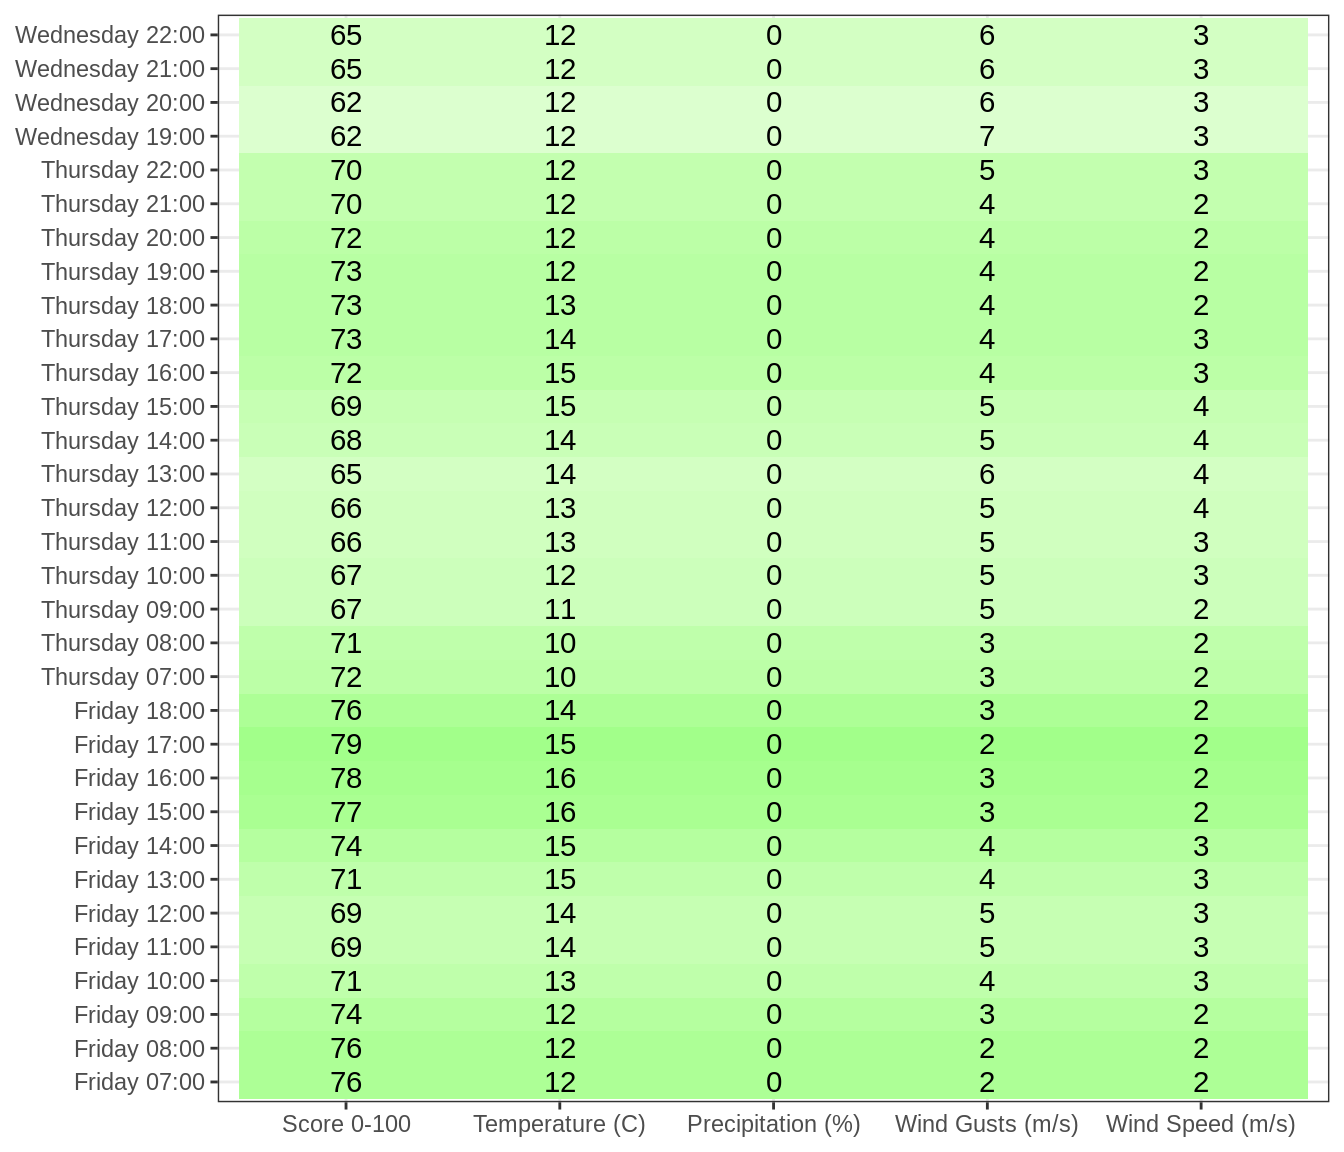 Wednesday 22:00 65 12 0 6 3
Wednesday 21:00 65 12 0 6 3
Wednesday 20:00 62 12 0 6 3
Wednesday 19:00 62 12 0 7 3
Thursday 22:00 70 12 0 5 3
Thursday 21:00 70 12 0 4 2
Thursday 20:00 72 12 0 4 2
Thursday 19:00 73 12 0 4 2
Thursday 18:00 73 13 0 4 2
Thursday 17:00 73 14 0 4 3
Thursday 16:00 72 15 0 4 3
Thursday 15:00 69 15 0 5 4
Thursday 14:00 68 14 0 5 4
Thursday 13:00 65 14 0 6 4
Thursday 12:00 66 13 0 5 4
Thursday 11:00 66 13 0 5 3
Thursday 10:00 67 12 0 5 3
Thursday 09:00 67 11 0 5 2
Thursday 08:00 71 10 0 3 2
Thursday 07:00 72 10 0 3 2
Friday 18:00 76 14 0 3 2
Friday 17:00 79 15 0 2 2
Friday 16:00 78 16 0 3 2
Friday 15:00 77 16 0 3 2
Friday 14:00 74 15 0 4 3
Friday 13:00 71 15 0 4 3
Friday 12:00 69 14 0 5 3
Friday 11:00 69 14 0 5 3
Friday 10:00 71 13 0 4 3
Friday 09:00 74 12 0 3 2
Friday 08:00 76 12 0 2 2
Friday 07:00 76 12 0 2 2
Score 0-100 Temperature (C) Precipitation (%) Wind Gusts (m/s) Wind Speed (m/s)